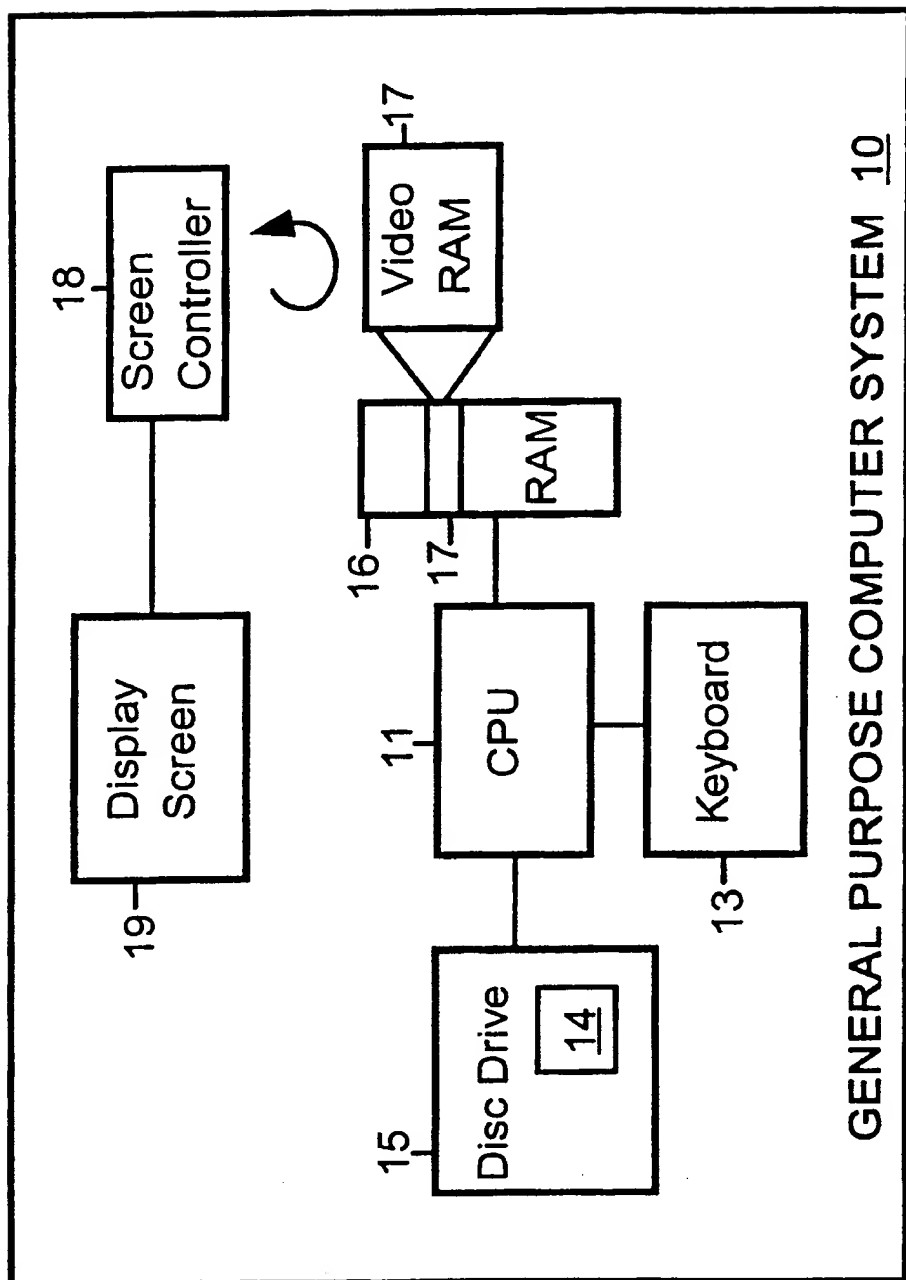 19
Display
Screen
18
Screen
Controller
15
Disc Drive
14
11
CPU
13
Keyboard
16
17
RAM
17
Video
RAM
GENERAL PURPOSE COMPUTER SYSTEM 10